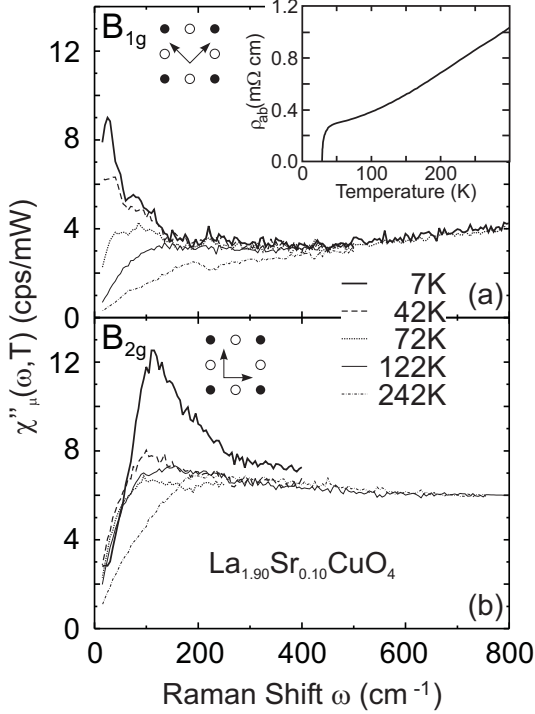 B1g
12
8
4
0
ρab(mΩ cm)
1.2
0.8
0.4
0.0
0
100
200
Temperature (K)
(a)
7K
42K
72K
122K
242K
χ''μ(ω,T) (cps/mW)
B2g
12
8
4
0
La1.90Sr0.10CuO4
(b)
0
200
400
600
800
Raman Shift ω (cm-1)